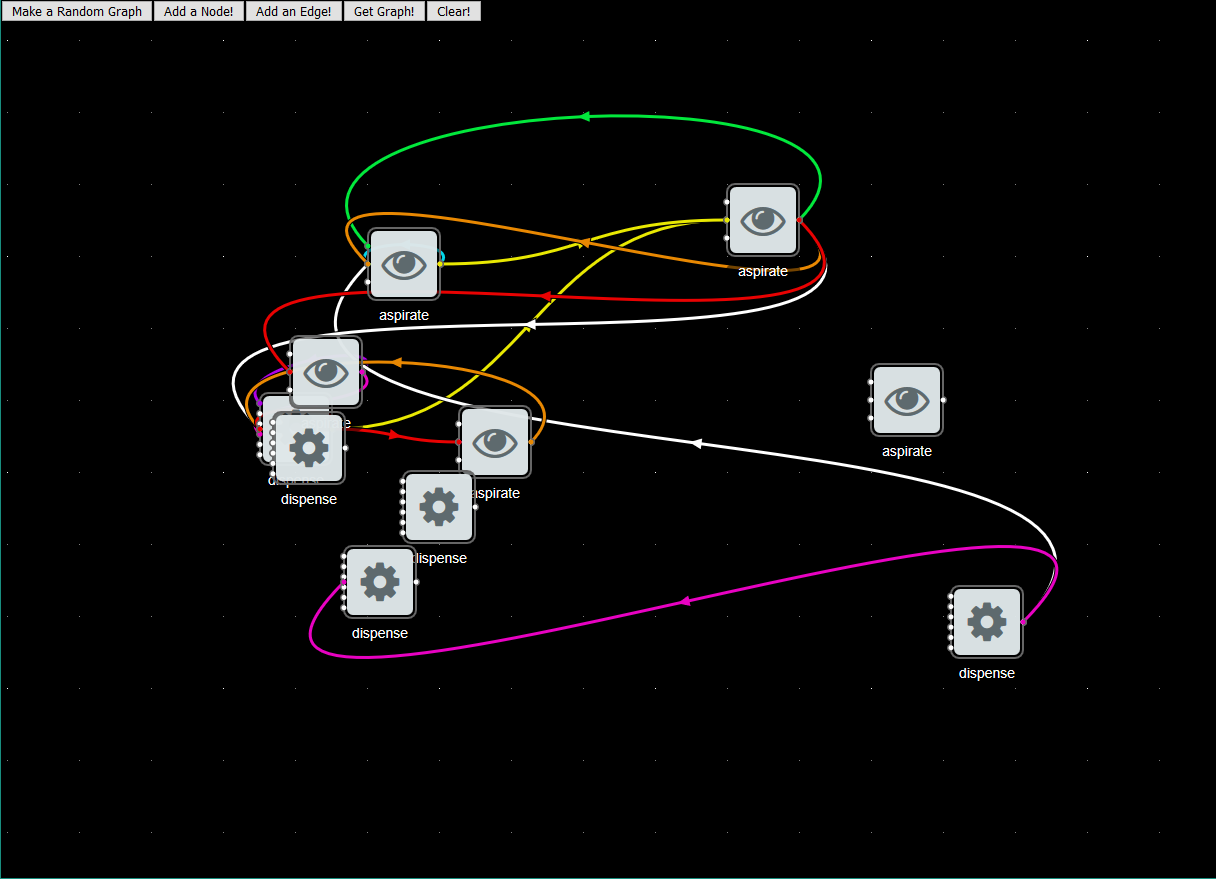 Make a Random Graph
Add a Node!
Add an Edge!
Get Graph!
Clear!
aspirate
aspirate
aspirate
dispense
aspirate
dispense
dispense
dispense